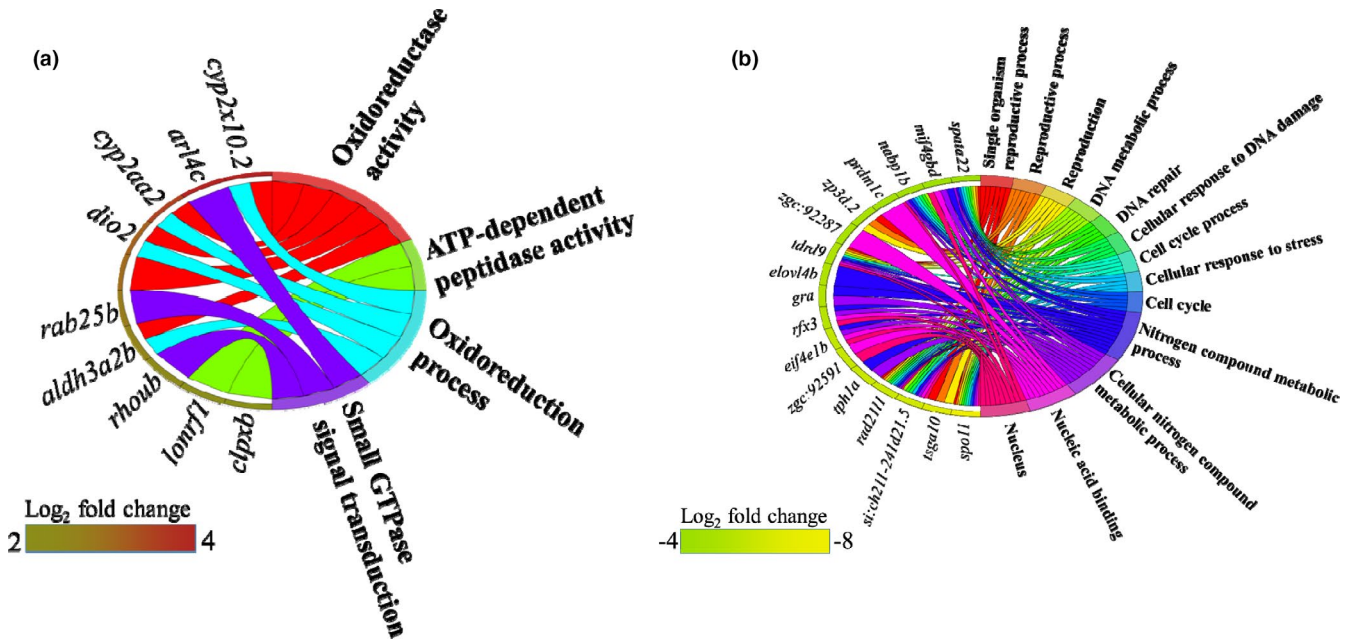 (a)
cyp2x10.2
arl4c
cyp2aa2
dio2
rab25b
aldh3a2b
rhoub
lonrf1
clpxb
Oxidoreductase
activity
ATP-dependent
peptidase activity
Oxidoreduction
process
Small GTPase
signal transduction
Log2 fold change
2 4
(b)
spata22
mif4gbd
nabp1b
prdm1c
zp3d.2
zgc:92287
tdrd9
elovl4b
gra
rfx3
eif4e1b
zgc:92591
tph1a
rad21l1
si:ch211-241d21.5
tsga10
spo11
Single organism
reproductive process
Reproductive process
Reproduction
DNA metabolic process
DNA repair
Cellular response to DNA damage
Cell cycle process
Cellular response to stress
Cell cycle
Nitrogen compound metabolic
process
Cellular nitrogen compound
metabolic process
Nucleic acid binding
Nucleus
Log2 fold change
-4 -8